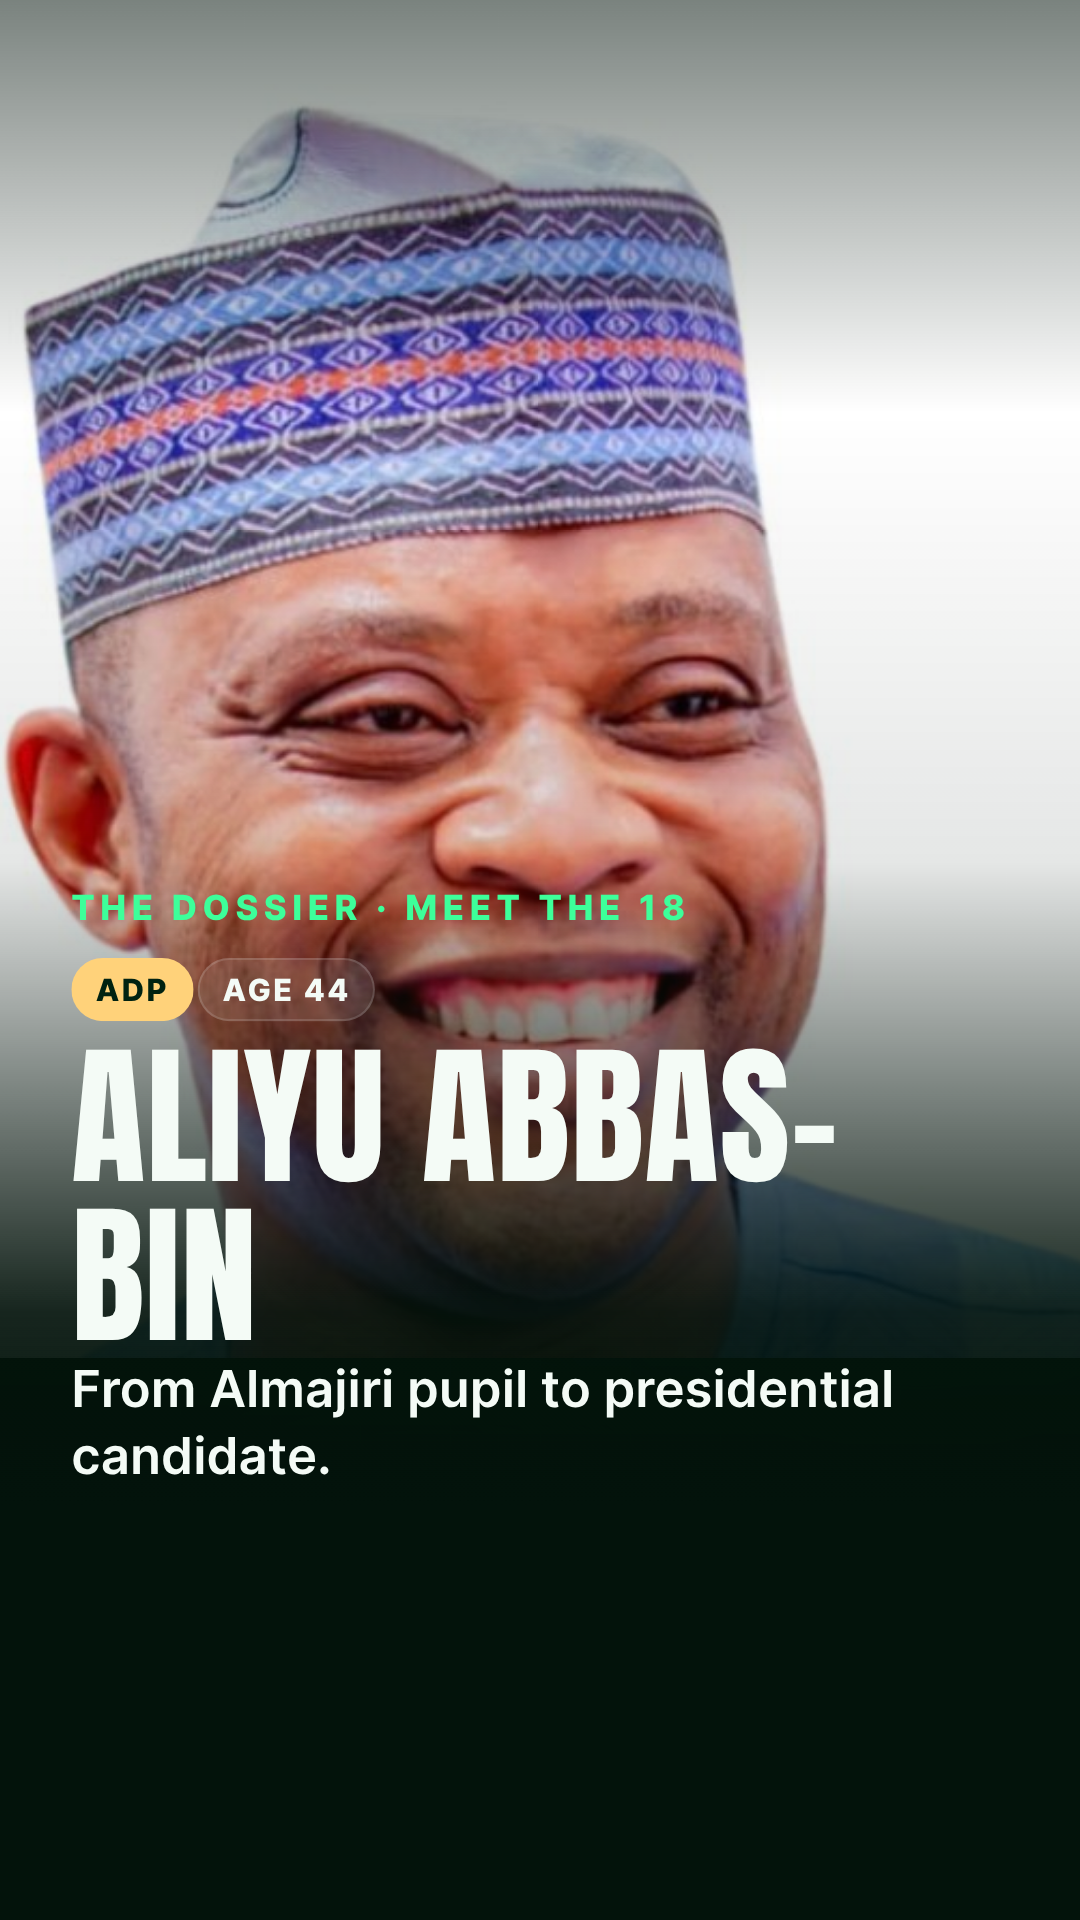 THE DOSSIER · MEET THE 18
ADP AGE 44
ALIYU ABBAS-
BIN
From Almajiri pupil to presidential
candidate.